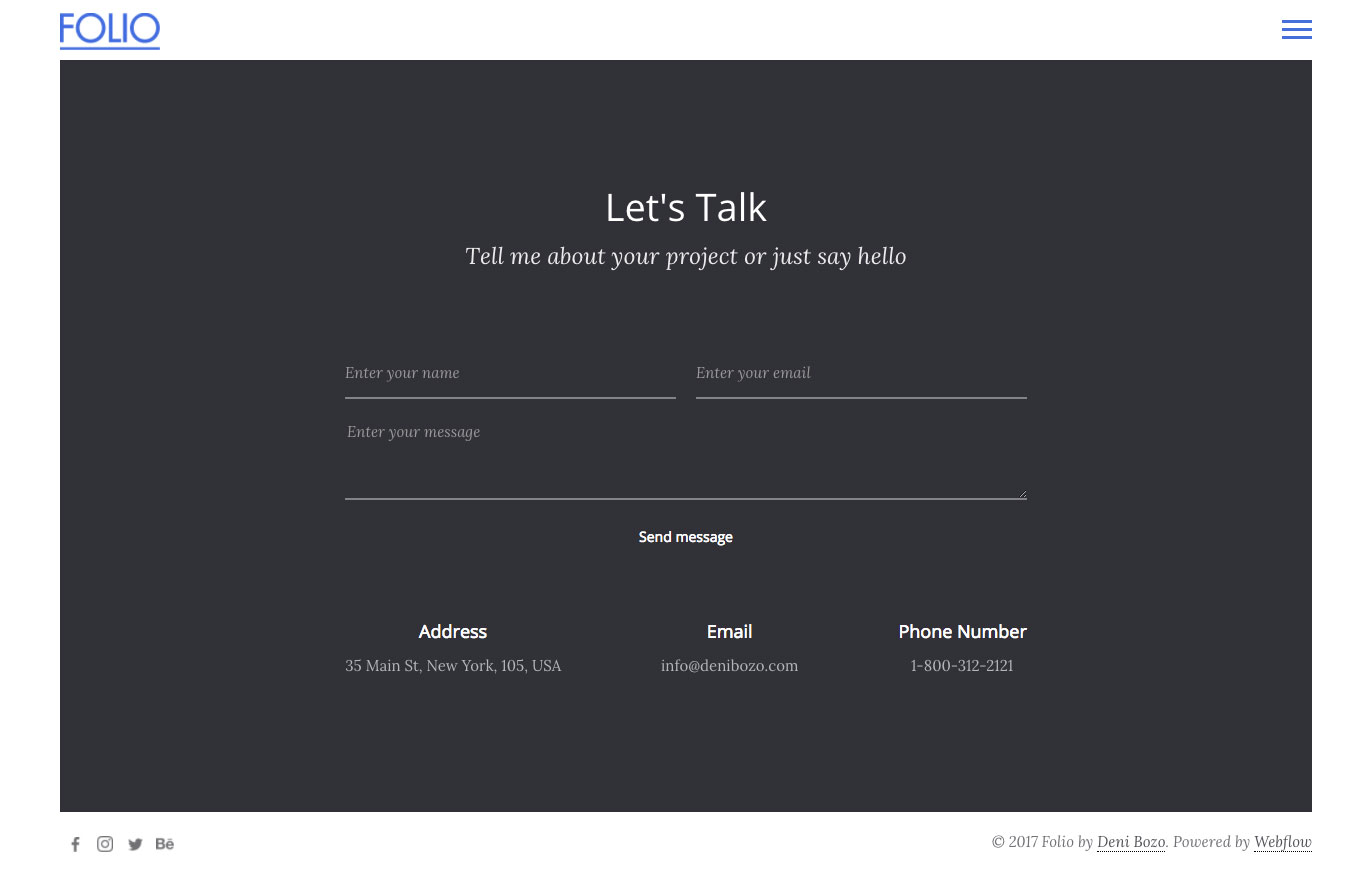 FOLIO
Let's Talk
Tell me about your project or just say hello
Enter your name
Enter your email
Enter your message
Send message
Address
Email
Phone Number
35 Main St, New York, 105, USA
info@denibozo.com
1-800-312-2121
Bē
© 2017 Folio by Deni Bozo. Powered by Webflow